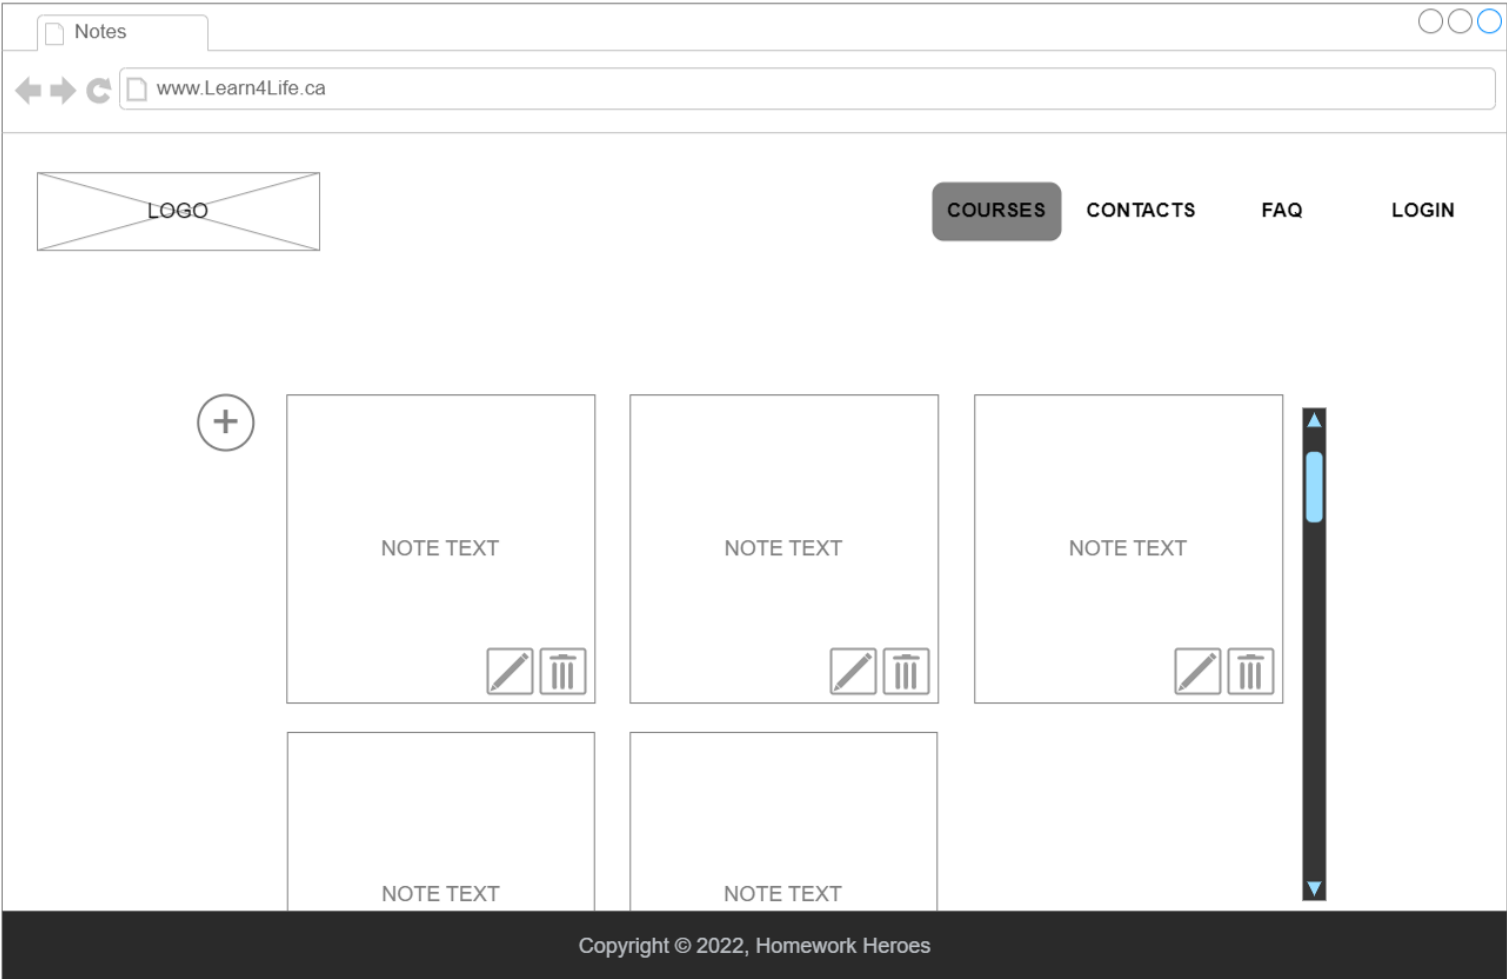 Notes
www.Learn4Life.ca
LOGO
COURSES CONTACTS FAQ LOGIN
+
NOTE TEXT NOTE TEXT NOTE TEXT
NOTE TEXT NOTE TEXT
Copyright © 2022, Homework Heroes